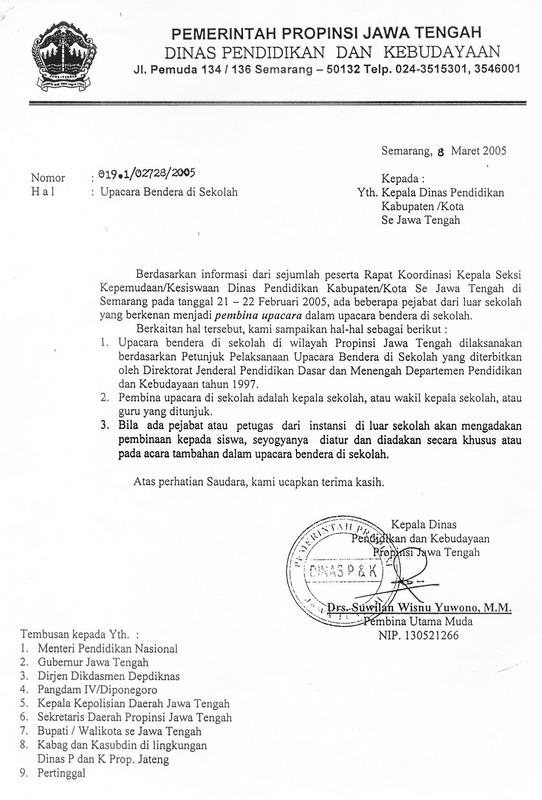 PEMERINTAH PROPINSI JAWA TENGAH
DINAS PENDIDIKAN DAN KEBUDAYAAN
Jl. Pemuda 134 / 136 Semarang – 50132 Telp. 024-3515301, 3546001
Semarang, 8 Maret 2005
Nomor : 019.1/02728/2005
H a l : Upacara Bendera di Sekolah
Kepada :
Yth. Kepala Dinas Pendidikan
Kabupaten /Kota
Se Jawa Tengah
Berdasarkan informasi dari sejumlah peserta Rapat Koordinasi Kepala Seksi
Kepemudaan/Kesiswaan Dinas Pendidikan Kabupaten/Kota Se Jawa Tengah di
Semarang pada tanggal 21 – 22 Februari 2005, ada beberapa pejabat dari luar sekolah
yang berkenan menjadi pembina upacara dalam upacara bendera di sekolah.
Berkaitan hal tersebut, kami sampaikan hal-hal sebagai berikut :
1. Upacara bendera di sekolah di wilayah Propinsi Jawa Tengah dilaksanakan
berdasarkan Petunjuk Pelaksanaan Upacara Bendera di Sekolah yang diterbitkan
oleh Direktorat Jenderal Pendidikan Dasar dan Menengah Departemen Pendidikan
dan Kebudayaan tahun 1997.
2. Pembina upacara di sekolah adalah kepala sekolah, atau wakil kepala sekolah, atau
guru yang ditunjuk.
3. Bila ada pejabat atau petugas dari instansi di luar sekolah akan mengadakan
pembinaan kepada siswa, seyogyanya diatur dan diadakan secara khusus atau
pada acara tambahan dalam upacara bendera di sekolah.
Atas perhatian Saudara, kami ucapkan terima kasih.
Kepala Dinas
Pendidikan dan Kebudayaan
Propinsi Jawa Tengah
PEMERINTAH PROPINSI
DINAS P & K
JAWA TENGAH
Drs. Suwilan Wisnu Yuwono, M.M.
Pembina Utama Muda
NIP. 130521266
Tembusan kepada Yth. :
1. Menteri Pendidikan Nasional
2. Gubernur Jawa Tengah
3. Dirjen Dikdasmen Depdiknas
4. Pangdam IV/Diponegoro
5. Kepala Kepolisian Daerah Jawa Tengah
6. Sekretaris Daerah Propinsi Jawa Tengah
7. Bupati / Walikota se Jawa Tengah
8. Kabag dan Kasubdin di lingkungan
Dinas P dan K Prop. Jateng
9. Pertinggal